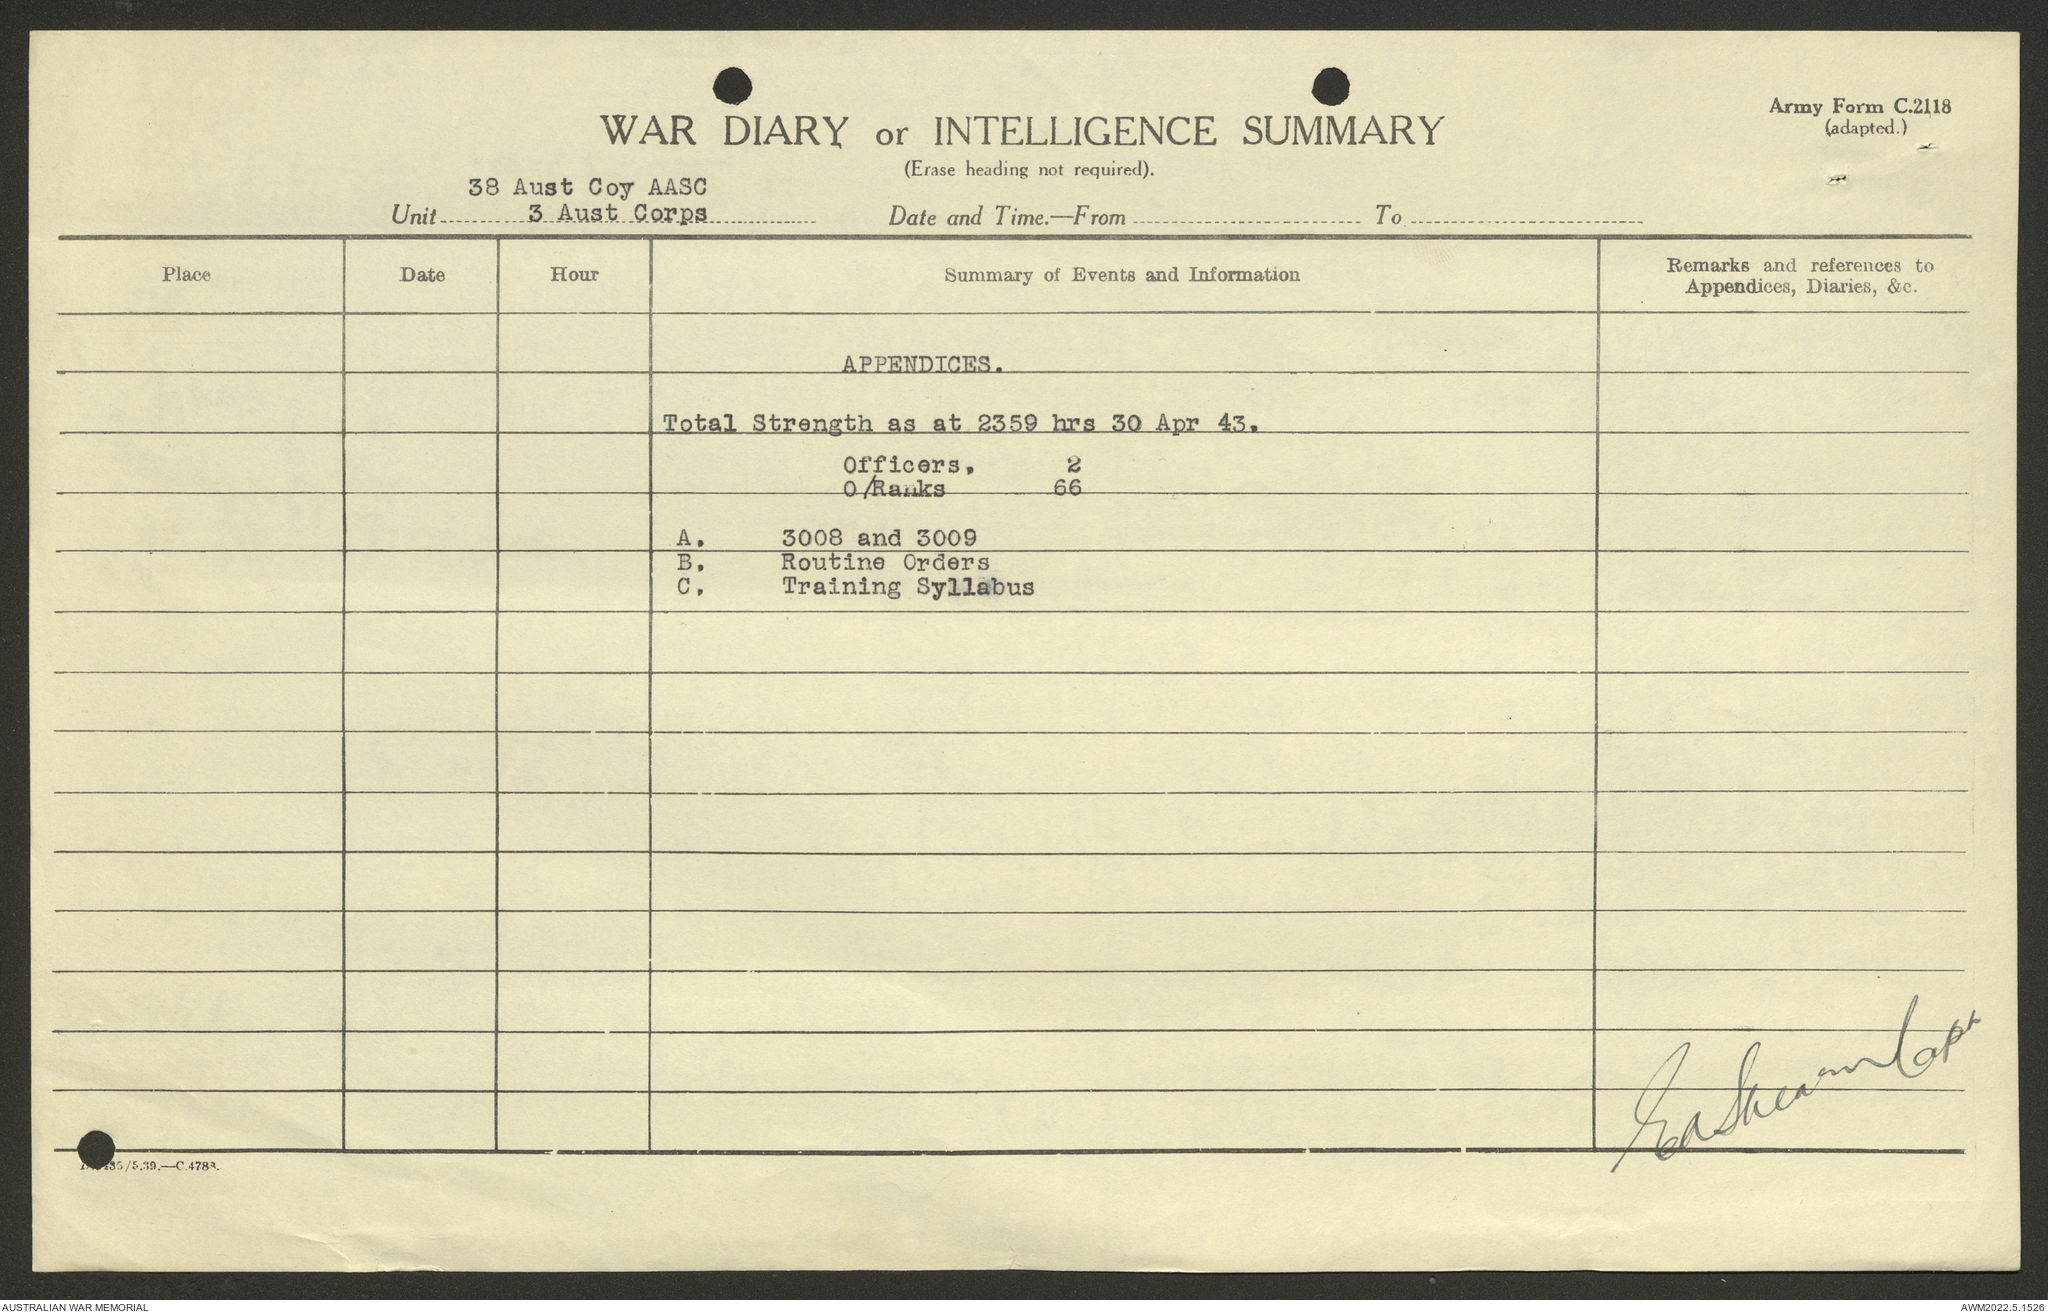 Army Form C.2118
(adapted.)
WAR DIARY or INTELLIGENCE SUMMARY
(Erase heading not required).
38 Aust Coy AASC
Unit 3 Aust Corps Date and Time.—From To
Place Date Hour Summary of Events and Information Remarks and references to
Appendices, Diaries, &c.
APPENDICES.
Total Strength as at 2359 hrs 30 Apr 43.
Officers, 2
O/Ranks 66
A. 3008 and 3009
B. Routine Orders
C. Training Syllabus
Capt
/5.39.—C.4788.
AUSTRALIAN WAR MEMORIAL
AWM2022.5.1526